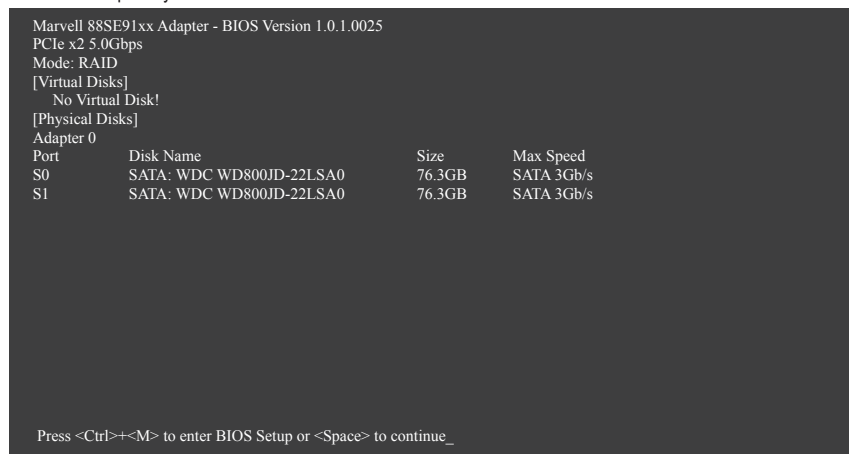 Marvell 88SE91xx Adapter - BIOS Version 1.0.1.0025
PCIe x2 5.0Gbps
Mode: RAID
[Virtual Disks]
No Virtual Disk!
[Physical Disks]
Adapter 0
Port Disk Name Size Max Speed
S0 SATA: WDC WD800JD-22LSA0 76.3GB SATA 3Gb/s
S1 SATA: WDC WD800JD-22LSA0 76.3GB SATA 3Gb/s
Press <Ctrl>+<M> to enter BIOS Setup or <Space> to continue_